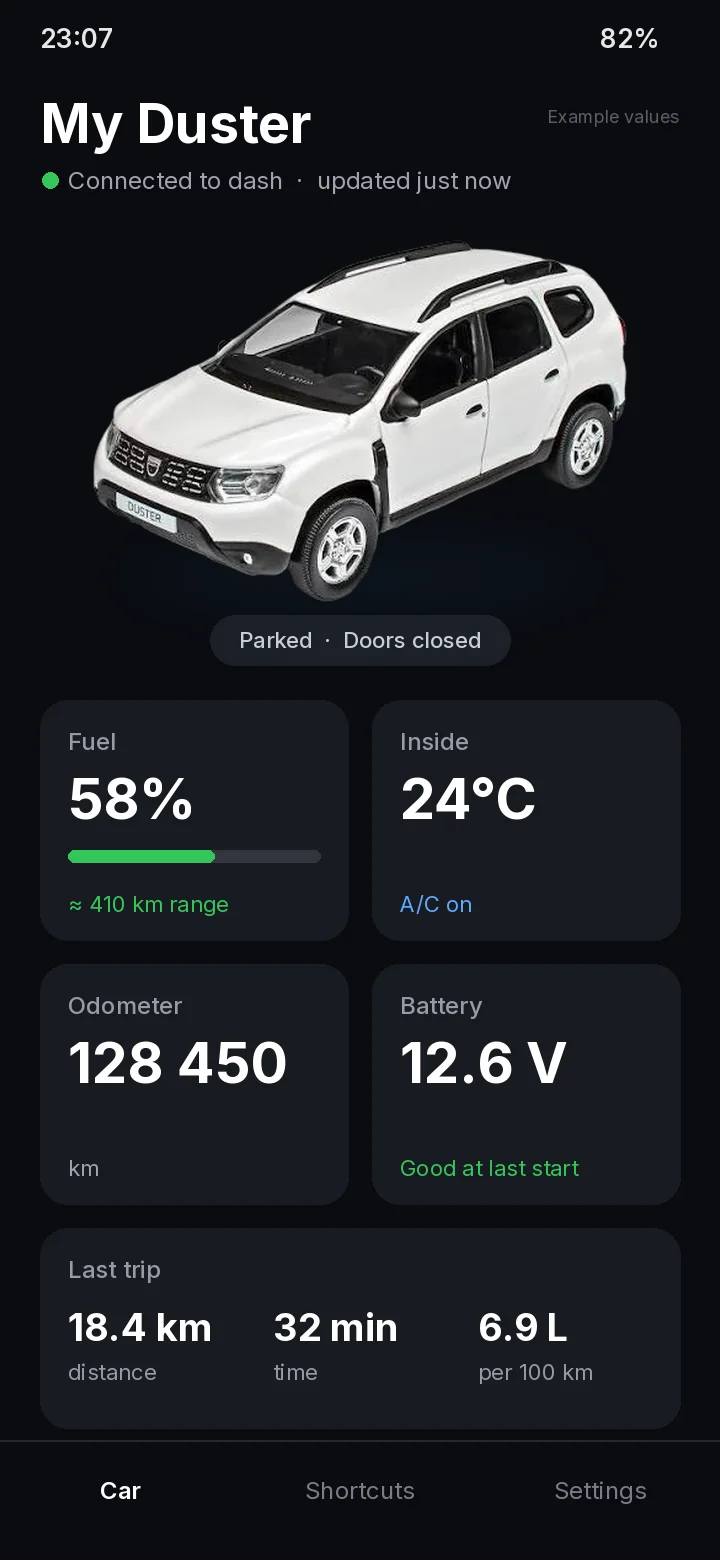 23:07 82%
My Duster
Example values
Connected to dash · updated just now
DUSTER
Parked · Doors closed
Fuel
58%
≈ 410 km range
Inside
24°C
A/C on
Odometer
128 450
km
Battery
12.6 V
Good at last start
Last trip
18.4 km 32 min 6.9 L
distance time per 100 km
Car Shortcuts Settings